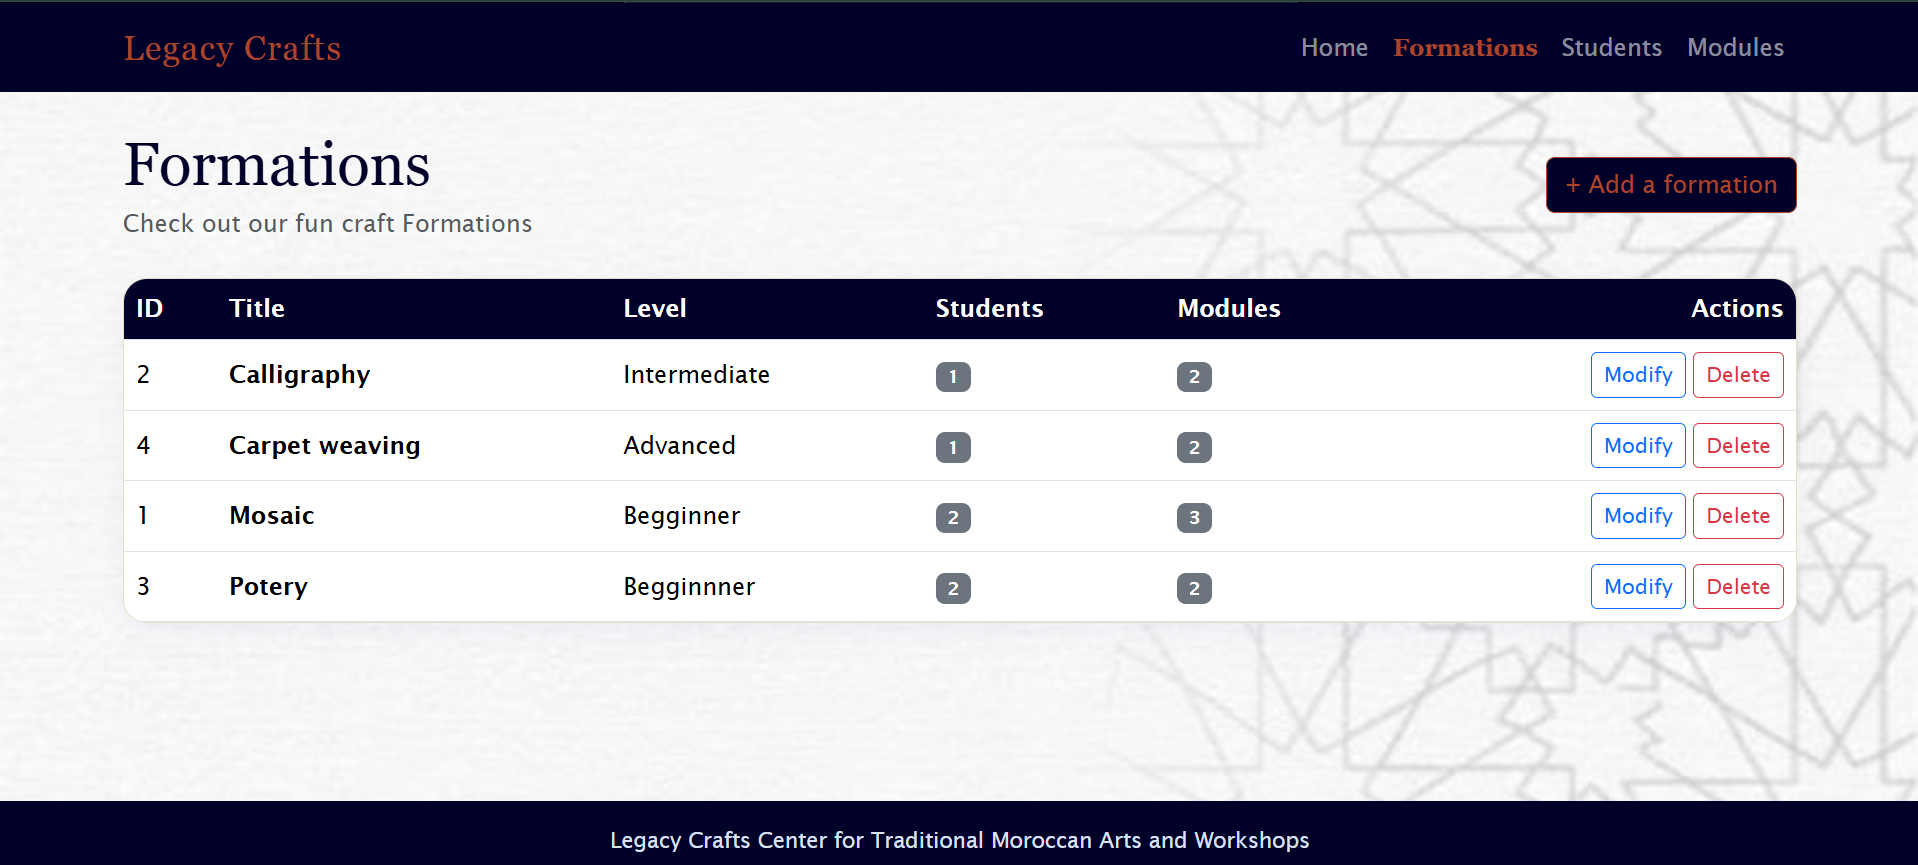 Legacy Crafts Home Formations Students Modules
Formations
+ Add a formation
Check out our fun craft Formations
ID Title Level Students Modules Actions
2 Calligraphy Intermediate 1 2 Modify Delete
4 Carpet weaving Advanced 1 2 Modify Delete
1 Mosaic Begginner 2 3 Modify Delete
3 Potery Begginnner 2 2 Modify Delete
Legacy Crafts Center for Traditional Moroccan Arts and Workshops